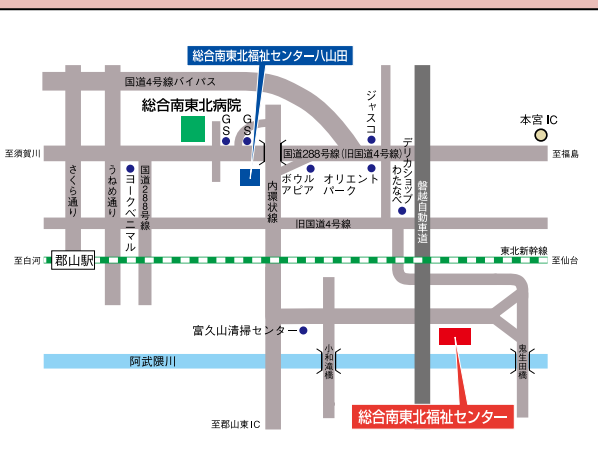 総合南東北福祉センター八山田
国道4号線バイパス
総合南東北病院
GS
GS
ジャスコ
本宮IC
至須賀川
国道288号線(旧国道4号線)
デリカショップ
わたなべ
至福島
さくら通り
うねめ通り
ヨークベニマル
国道288号線
内環状線
ボウル
アピア
オリエント
パーク
磐越自動車道
旧国道4号線
東北新幹線
至白河
郡山駅
至仙台
富久山清掃センター
小和滝橋
鬼生田橋
阿武隈川
総合南東北福祉センター
至郡山東IC